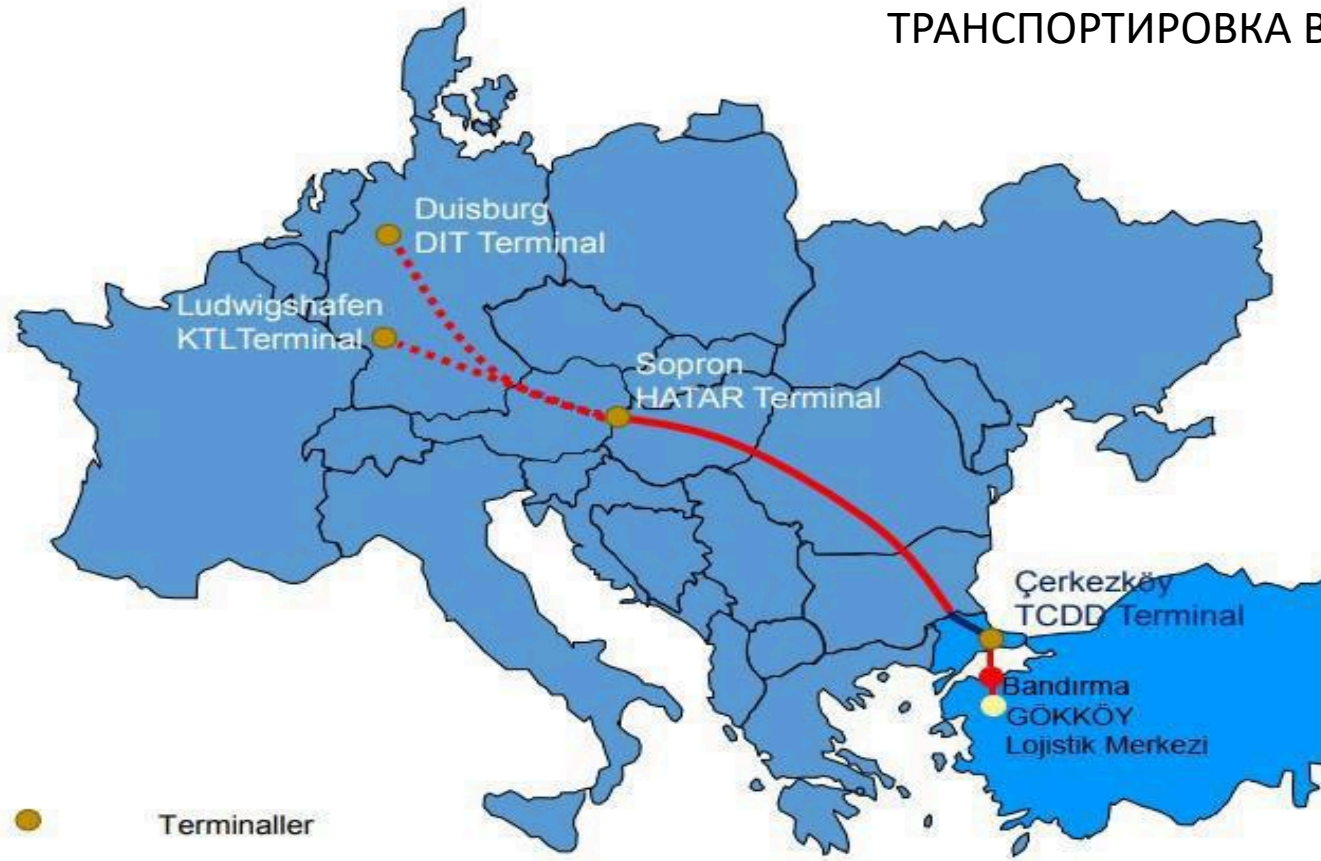 ТРАНСПОРТИРОВКА В
Duisburg
DIT Terminal
Ludwigshafen
KTLTerminal
Sopron
HATAR Terminal
Çerkezköy
TCDD Terminal
Bandırma
GÖKKÖY
Lojistik Merkezi
Terminaller